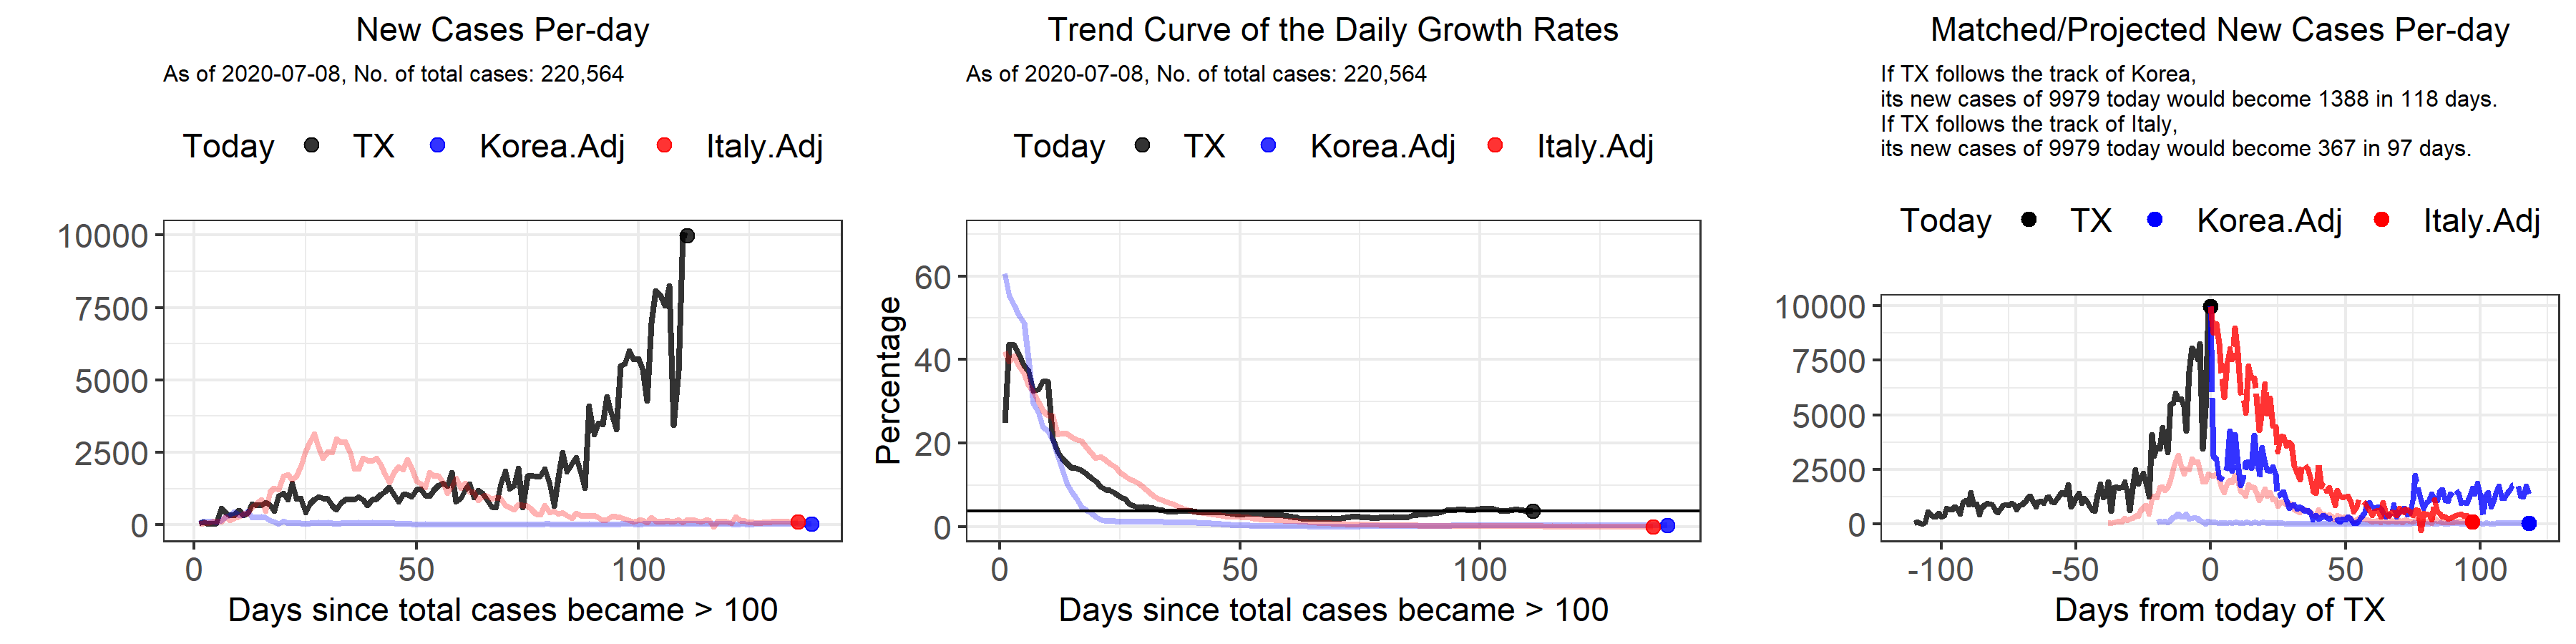 New Cases Per-day
As of 2020-07-08, No. of total cases: 220,564
Today TX Korea.Adj Italy.Adj
10000
7500
5000
2500
0
0 50 100
Days since total cases became > 100
Trend Curve of the Daily Growth Rates
As of 2020-07-08, No. of total cases: 220,564
Today TX Korea.Adj Italy.Adj
Percentage
60
40
20
0
0 50 100
Days since total cases became > 100
Matched/Projected New Cases Per-day
If TX follows the track of Korea,
its new cases of 9979 today would become 1388 in 118 days.
If TX follows the track of Italy,
its new cases of 9979 today would become 367 in 97 days.
Today TX Korea.Adj Italy.Adj
10000
7500
5000
2500
0
-100 -50 0 50 100
Days from today of TX